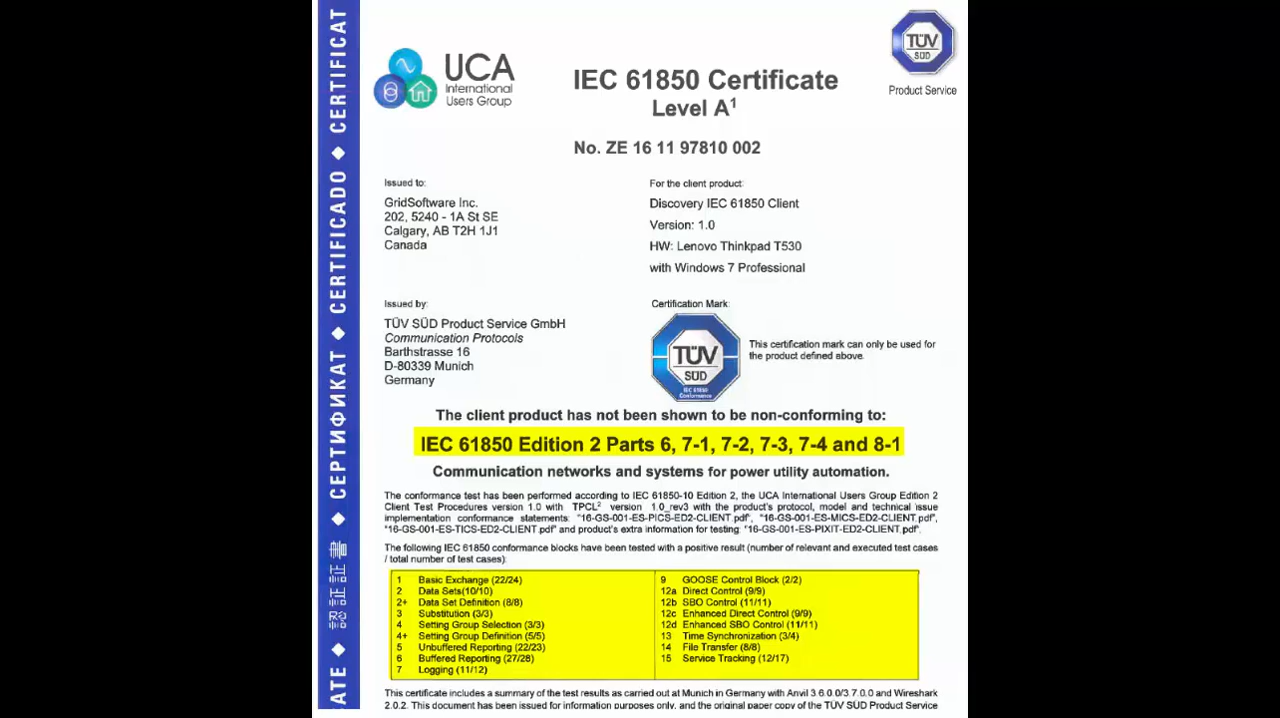 CERTIFICATE ◆ 認証証書 ◆ СЕРТИФИКАТ ◆ CERTIFICADO ◆ CERTIFICAT
UCA
International
Users Group
IEC 61850 Certificate
Level A¹
No. ZE 16 11 97810 002
TÜV
SÜD
Product Service
Issued to:
GridSoftware Inc.
202, 5240 - 1A St SE
Calgary, AB T2H 1J1
Canada
For the client product:
Discovery IEC 61850 Client
Version: 1.0
HW: Lenovo Thinkpad T530
with Windows 7 Professional
Issued by:
TÜV SÜD Product Service GmbH
Communication Protocols
Barthstrasse 16
D-80339 Munich
Germany
Certification Mark:
TÜV
SÜD
IEC 61850
Conformance
This certification mark can only be used for
the product defined above.
The client product has not been shown to be non-conforming to:
IEC 61850 Edition 2 Parts 6, 7-1, 7-2, 7-3, 7-4 and 8-1
Communication networks and systems for power utility automation.
The conformance test has been performed according to IEC 61850-10 Edition 2, the UCA International Users Group Edition 2
Client Test Procedures version 1.0 with TPCL² version 1.0_rev3 with the product's protocol, model and technical issue
implementation conformance statements: "16-GS-001-ES-PICS-ED2-CLIENT.pdf", "16-GS-001-ES-MICS-ED2-CLIENT.pdf",
"16-GS-001-ES-TICS-ED2-CLIENT.pdf" and product's extra information for testing: "16-GS-001-ES-PIXIT-ED2-CLIENT.pdf".
The following IEC 61850 conformance blocks have been tested with a positive result (number of relevant and executed test cases
/ total number of test cases):
1 Basic Exchange (22/24)
2 Data Sets(10/10)
2+ Data Set Definition (8/8)
3 Substitution (3/3)
4 Setting Group Selection (3/3)
4+ Setting Group Definition (5/5)
5 Unbuffered Reporting (22/23)
6 Buffered Reporting (27/28)
7 Logging (11/12)
9 GOOSE Control Block (2/2)
12a Direct Control (9/9)
12b SBO Control (11/11)
12c Enhanced Direct Control (9/9)
12d Enhanced SBO Control (11/11)
13 Time Synchronization (3/4)
14 File Transfer (8/8)
15 Service Tracking (12/17)
This certificate includes a summary of the test results as carried out at Munich in Germany with Anvil 3.6.0.0/3.7.0.0 and Wireshark
2.0.2. This document has been issued for information purposes only, and the original paper copy of the TÜV SÜD Product Service